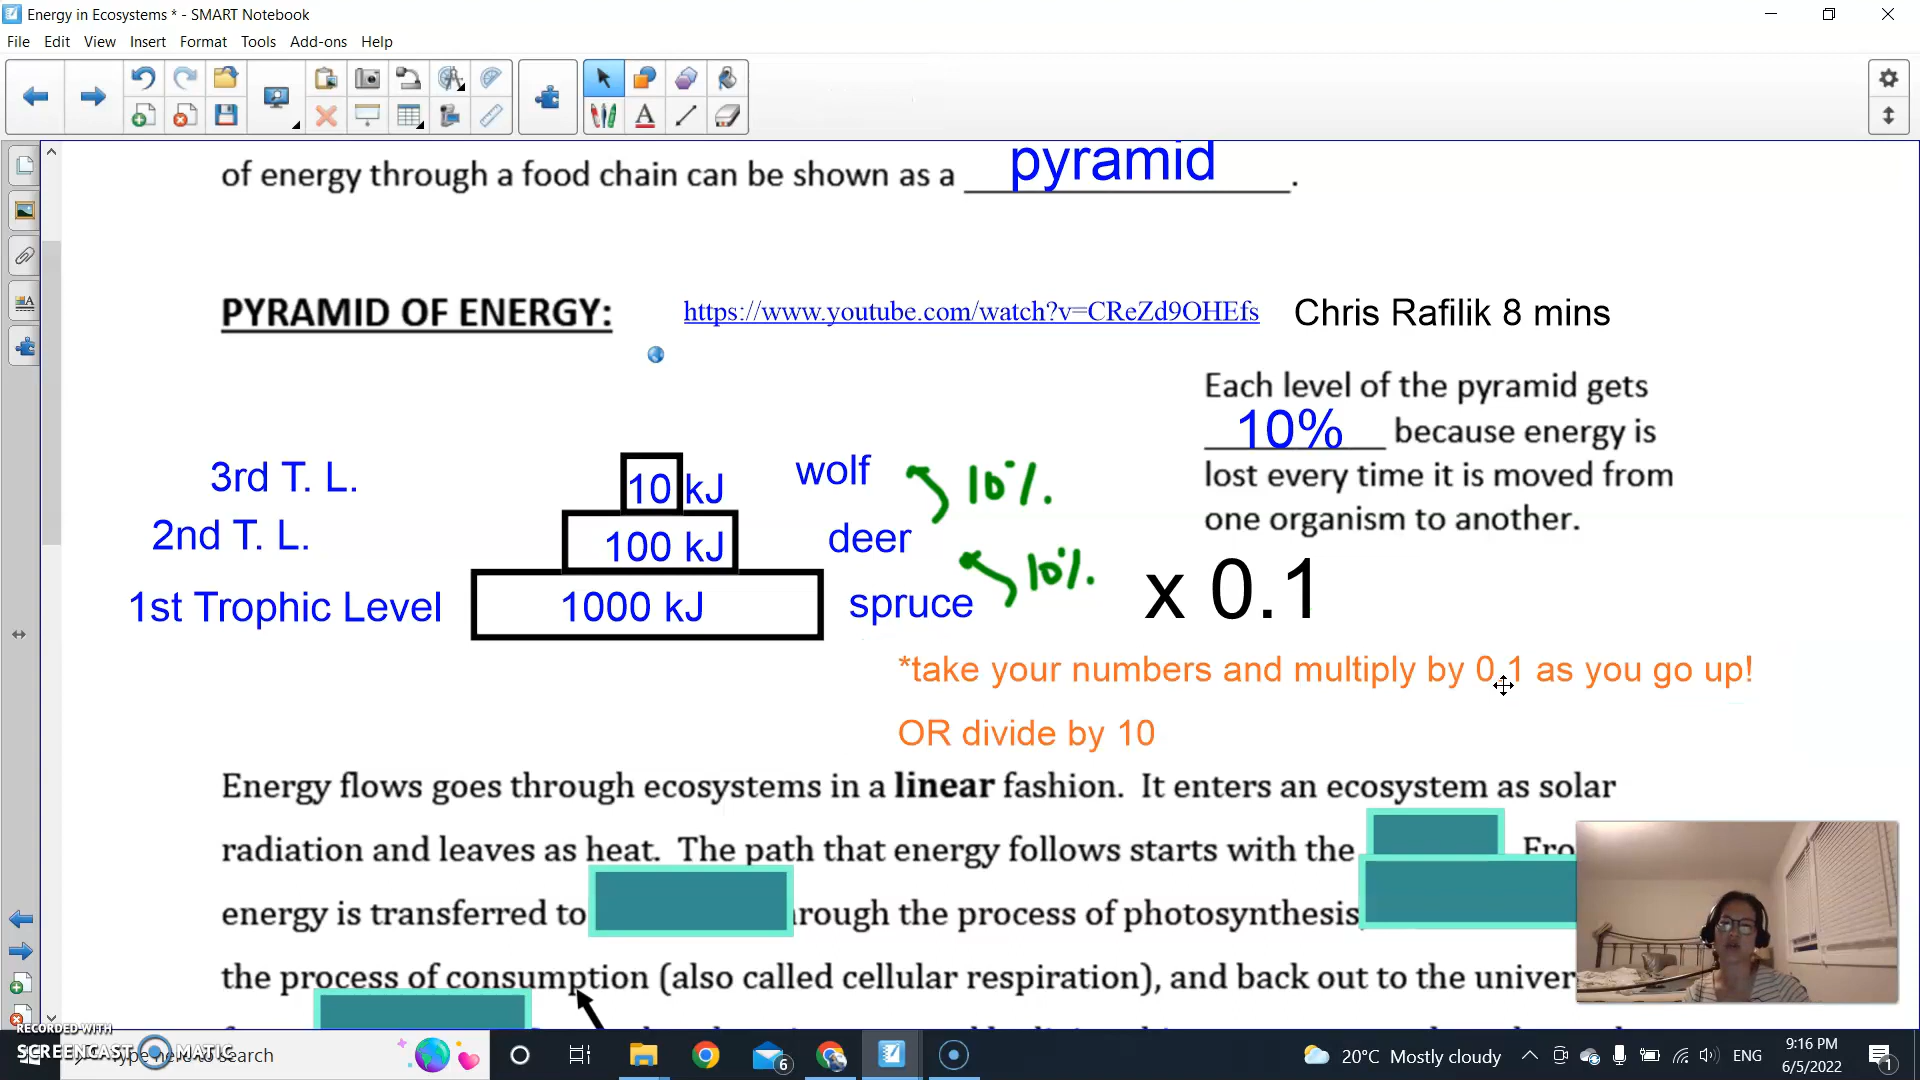 Energy in Ecosystems * - SMART Notebook
File Edit View Insert Format Tools Add-ons Help
of energy through a food chain can be shown as a pyramid.
PYRAMID OF ENERGY: https://www.youtube.com/watch?v=CReZd9OHEfs Chris Rafilik 8 mins
Each level of the pyramid gets
10% because energy is
lost every time it is moved from
one organism to another.
3rd T. L. 10 kJ wolf 10%
2nd T. L. 100 kJ deer 10%
1st Trophic Level 1000 kJ spruce
x 0.1
*take your numbers and multiply by 0.1 as you go up!
OR divide by 10
Energy flows goes through ecosystems in a linear fashion. It enters an ecosystem as solar
radiation and leaves as heat. The path that energy follows starts with the Fro
energy is transferred to rough the process of photosynthesis,
the process of consumption (also called cellular respiration), and back out to the univer
RECORDED WITH
SCREENCAST MATIC
Type here to search
6
20°C Mostly cloudy
ENG
9:16 PM
6/5/2022
1